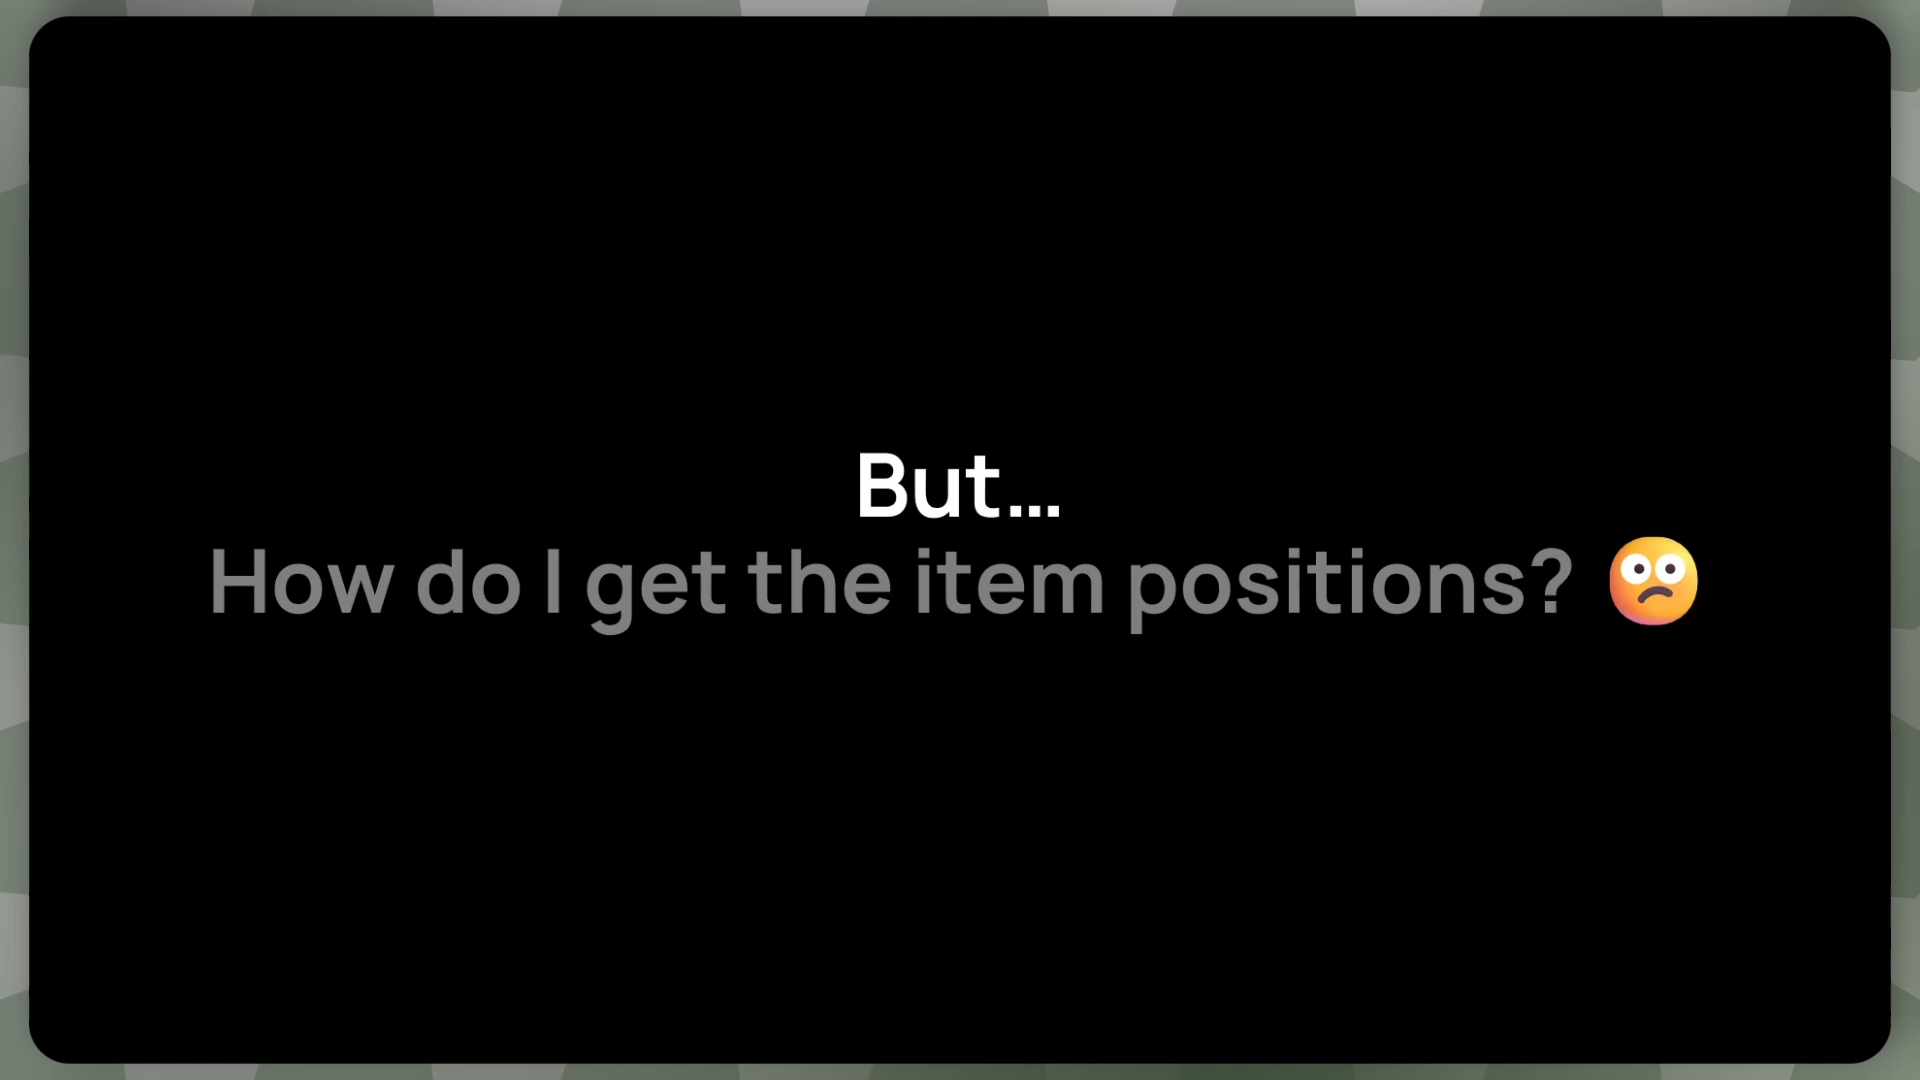 But...
How do I get the item positions? 🫤